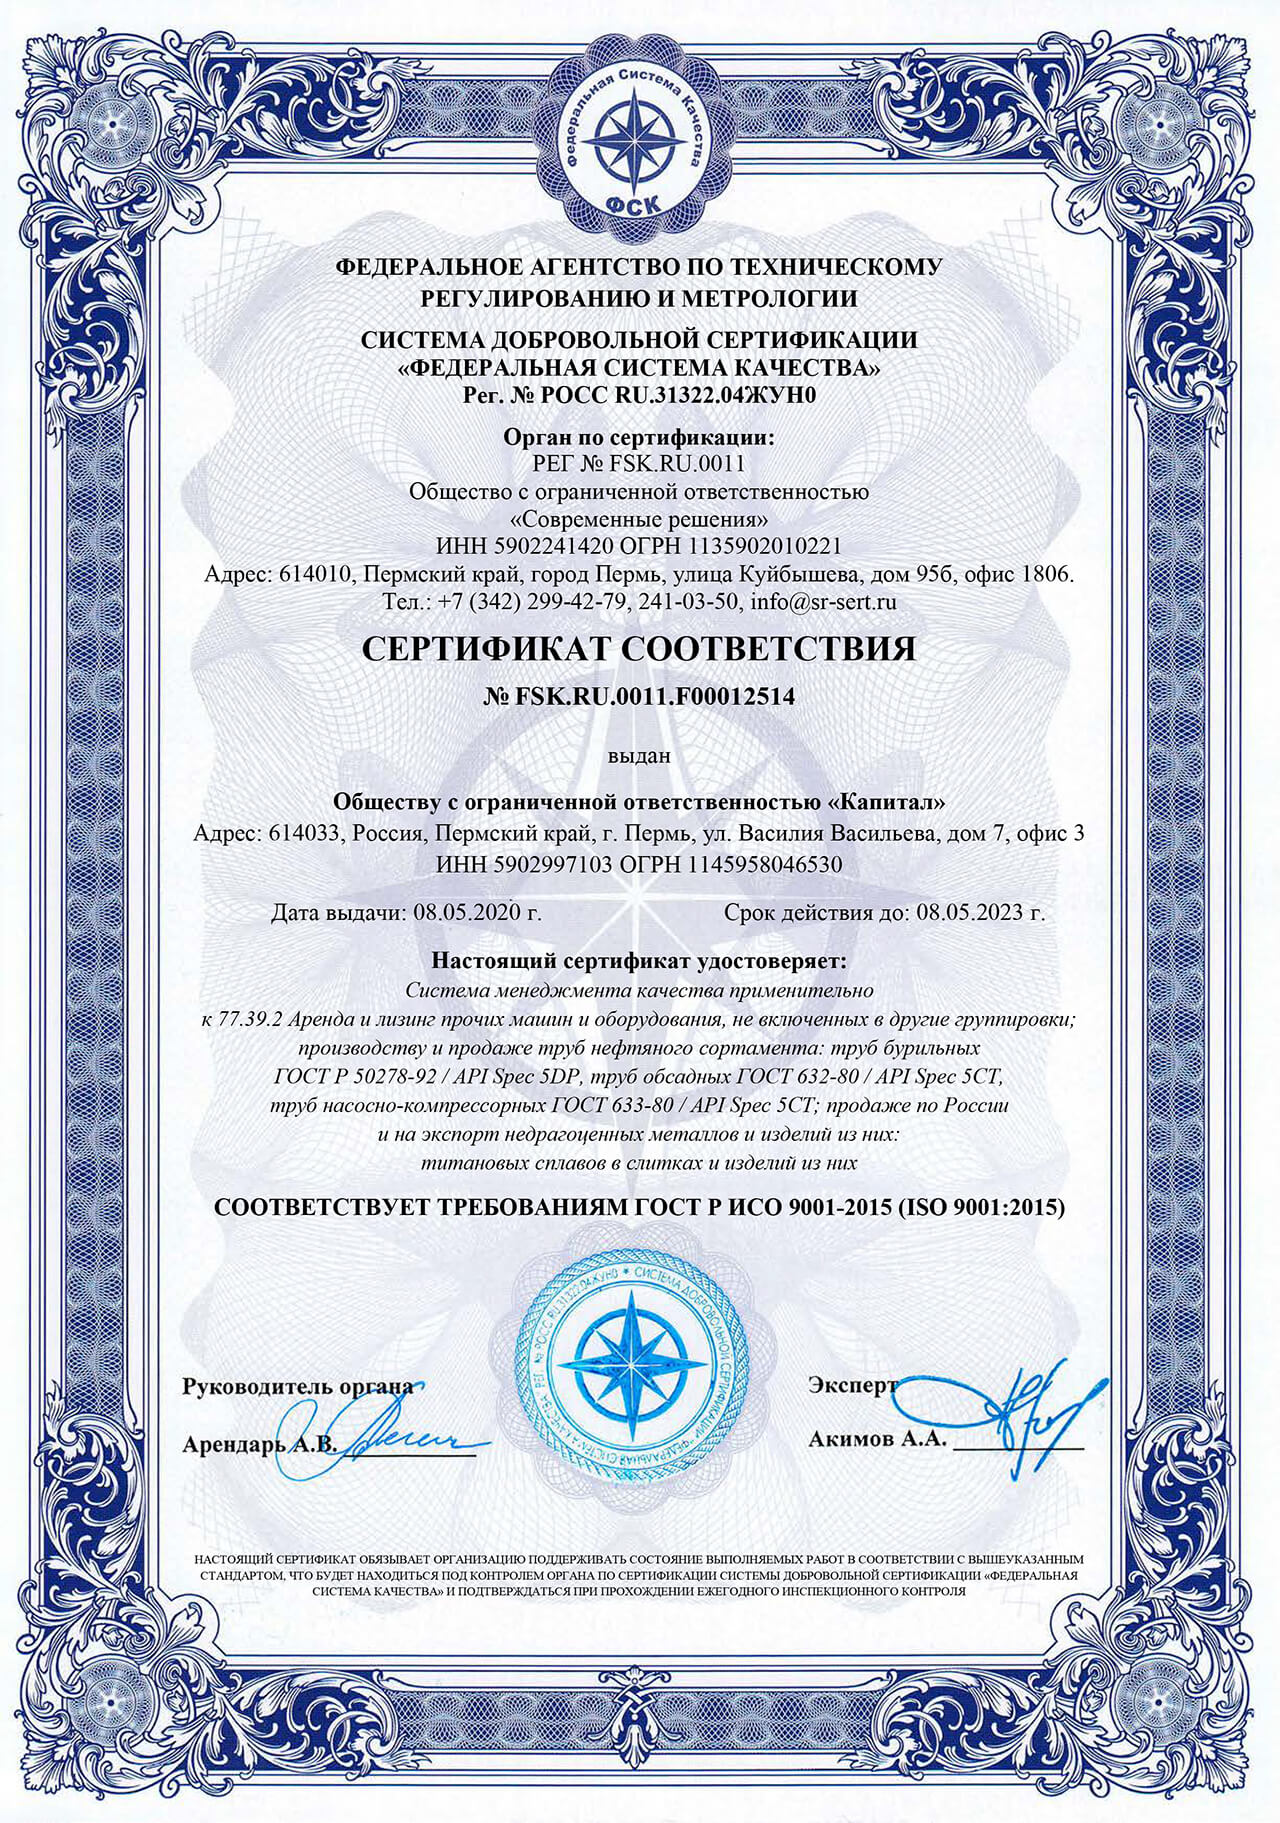 Федеральная Система Качества
ФСК
ФЕДЕРАЛЬНОЕ АГЕНТСТВО ПО ТЕХНИЧЕСКОМУ
РЕГУЛИРОВАНИЮ И МЕТРОЛОГИИ
СИСТЕМА ДОБРОВОЛЬНОЙ СЕРТИФИКАЦИИ
«ФЕДЕРАЛЬНАЯ СИСТЕМА КАЧЕСТВА»
Рег. № РОСС RU.31322.04ЖУН0
Орган по сертификации:
РЕГ № FSK.RU.0011
Общество с ограниченной ответственностью
«Современные решения»
ИНН 5902241420 ОГРН 1135902010221
Адрес: 614010, Пермский край, город Пермь, улица Куйбышева, дом 95б, офис 1806.
Тел.: +7 (342) 299-42-79, 241-03-50, info@sr-sert.ru
СЕРТИФИКАТ СООТВЕТСТВИЯ
№ FSK.RU.0011.F00012514
выдан
Обществу с ограниченной ответственностью «Капитал»
Адрес: 614033, Россия, Пермский край, г. Пермь, ул. Василия Васильева, дом 7, офис 3
ИНН 5902997103 ОГРН 1145958046530
Дата выдачи: 08.05.2020 г. Срок действия до: 08.05.2023 г.
Настоящий сертификат удостоверяет:
Система менеджмента качества применительно
к 77.39.2 Аренда и лизинг прочих машин и оборудования, не включенных в другие группировки;
производству и продаже труб нефтяного сортамента: труб бурильных
ГОСТ Р 50278-92 / API Spec 5DP, труб обсадных ГОСТ 632-80 / API Spec 5CT,
труб насосно-компрессорных ГОСТ 633-80 / API Spec 5CT; продаже по России
и на экспорт недрагоценных металлов и изделий из них:
титановых сплавов в слитках и изделий из них
СООТВЕТСТВУЕТ ТРЕБОВАНИЯМ ГОСТ Р ИСО 9001-2015 (ISO 9001:2015)
СИСТЕМА ДОБРОВОЛЬНОЙ СЕРТИФИКАЦИИ «ФЕДЕРАЛЬНАЯ СИСТЕМА КАЧЕСТВА» РЕГ. № РОСС RU.31322.04ЖУН0 *
Руководитель органа
Арендарь А.В.
Эксперт
Акимов А.А.
НАСТОЯЩИЙ СЕРТИФИКАТ ОБЯЗЫВАЕТ ОРГАНИЗАЦИЮ ПОДДЕРЖИВАТЬ СОСТОЯНИЕ ВЫПОЛНЯЕМЫХ РАБОТ В СООТВЕТСТВИИ С ВЫШЕУКАЗАННЫМ
СТАНДАРТОМ, ЧТО БУДЕТ НАХОДИТЬСЯ ПОД КОНТРОЛЕМ ОРГАНА ПО СЕРТИФИКАЦИИ СИСТЕМЫ ДОБРОВОЛЬНОЙ СЕРТИФИКАЦИИ «ФЕДЕРАЛЬНАЯ
СИСТЕМА КАЧЕСТВА» И ПОДТВЕРЖДАТЬСЯ ПРИ ПРОХОЖДЕНИИ ЕЖЕГОДНОГО ИНСПЕКЦИОННОГО КОНТРОЛЯ